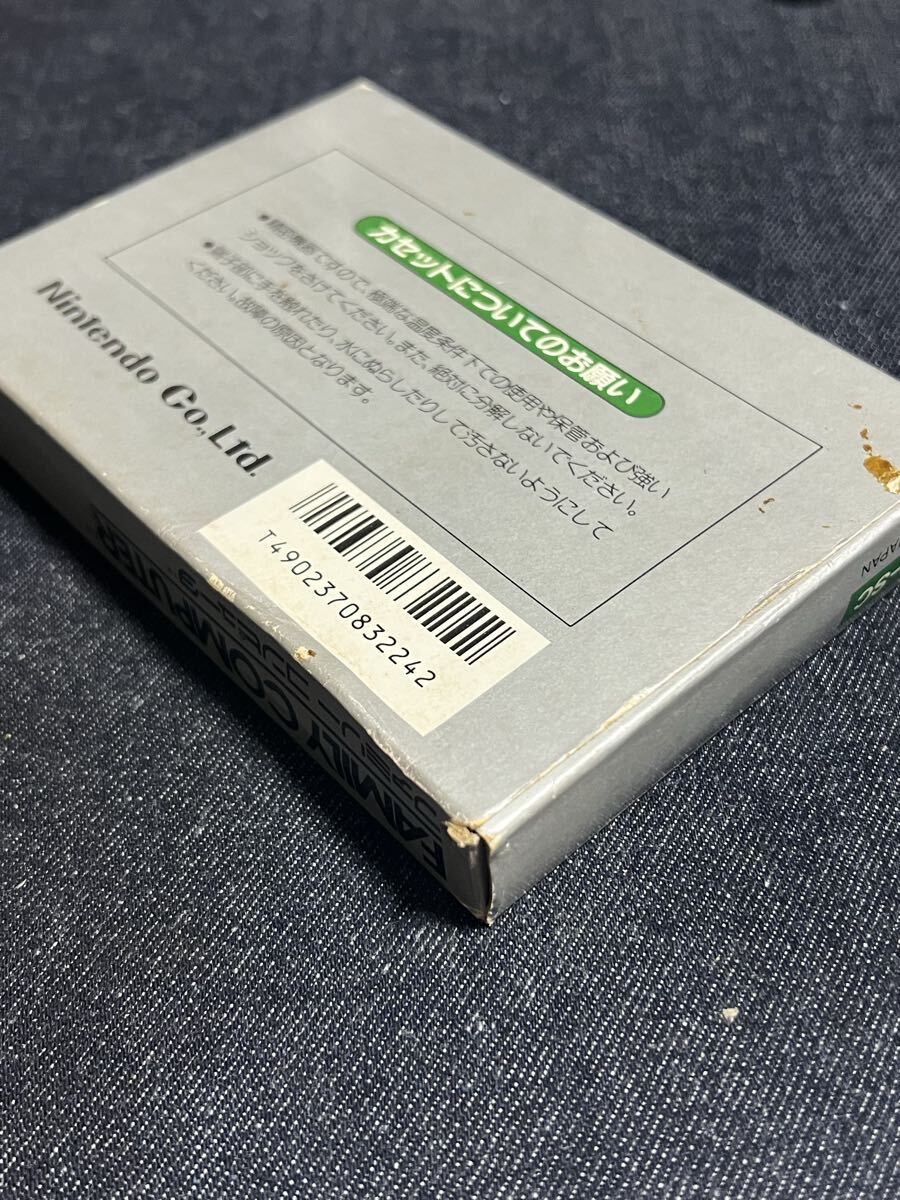 カセットについてのお願い
●精密機器ですので、極端な温度条件下での使用や保管および強い
ショックをさけてください。また、絶対に分解しないでください。
●端子部に手を触れたり、水にぬらしたりして汚さないようにして
ください。故障の原因となります。
Nintendo Co.,Ltd.
T4902370832242
FAMILY COMPUTER
JAPAN
SC